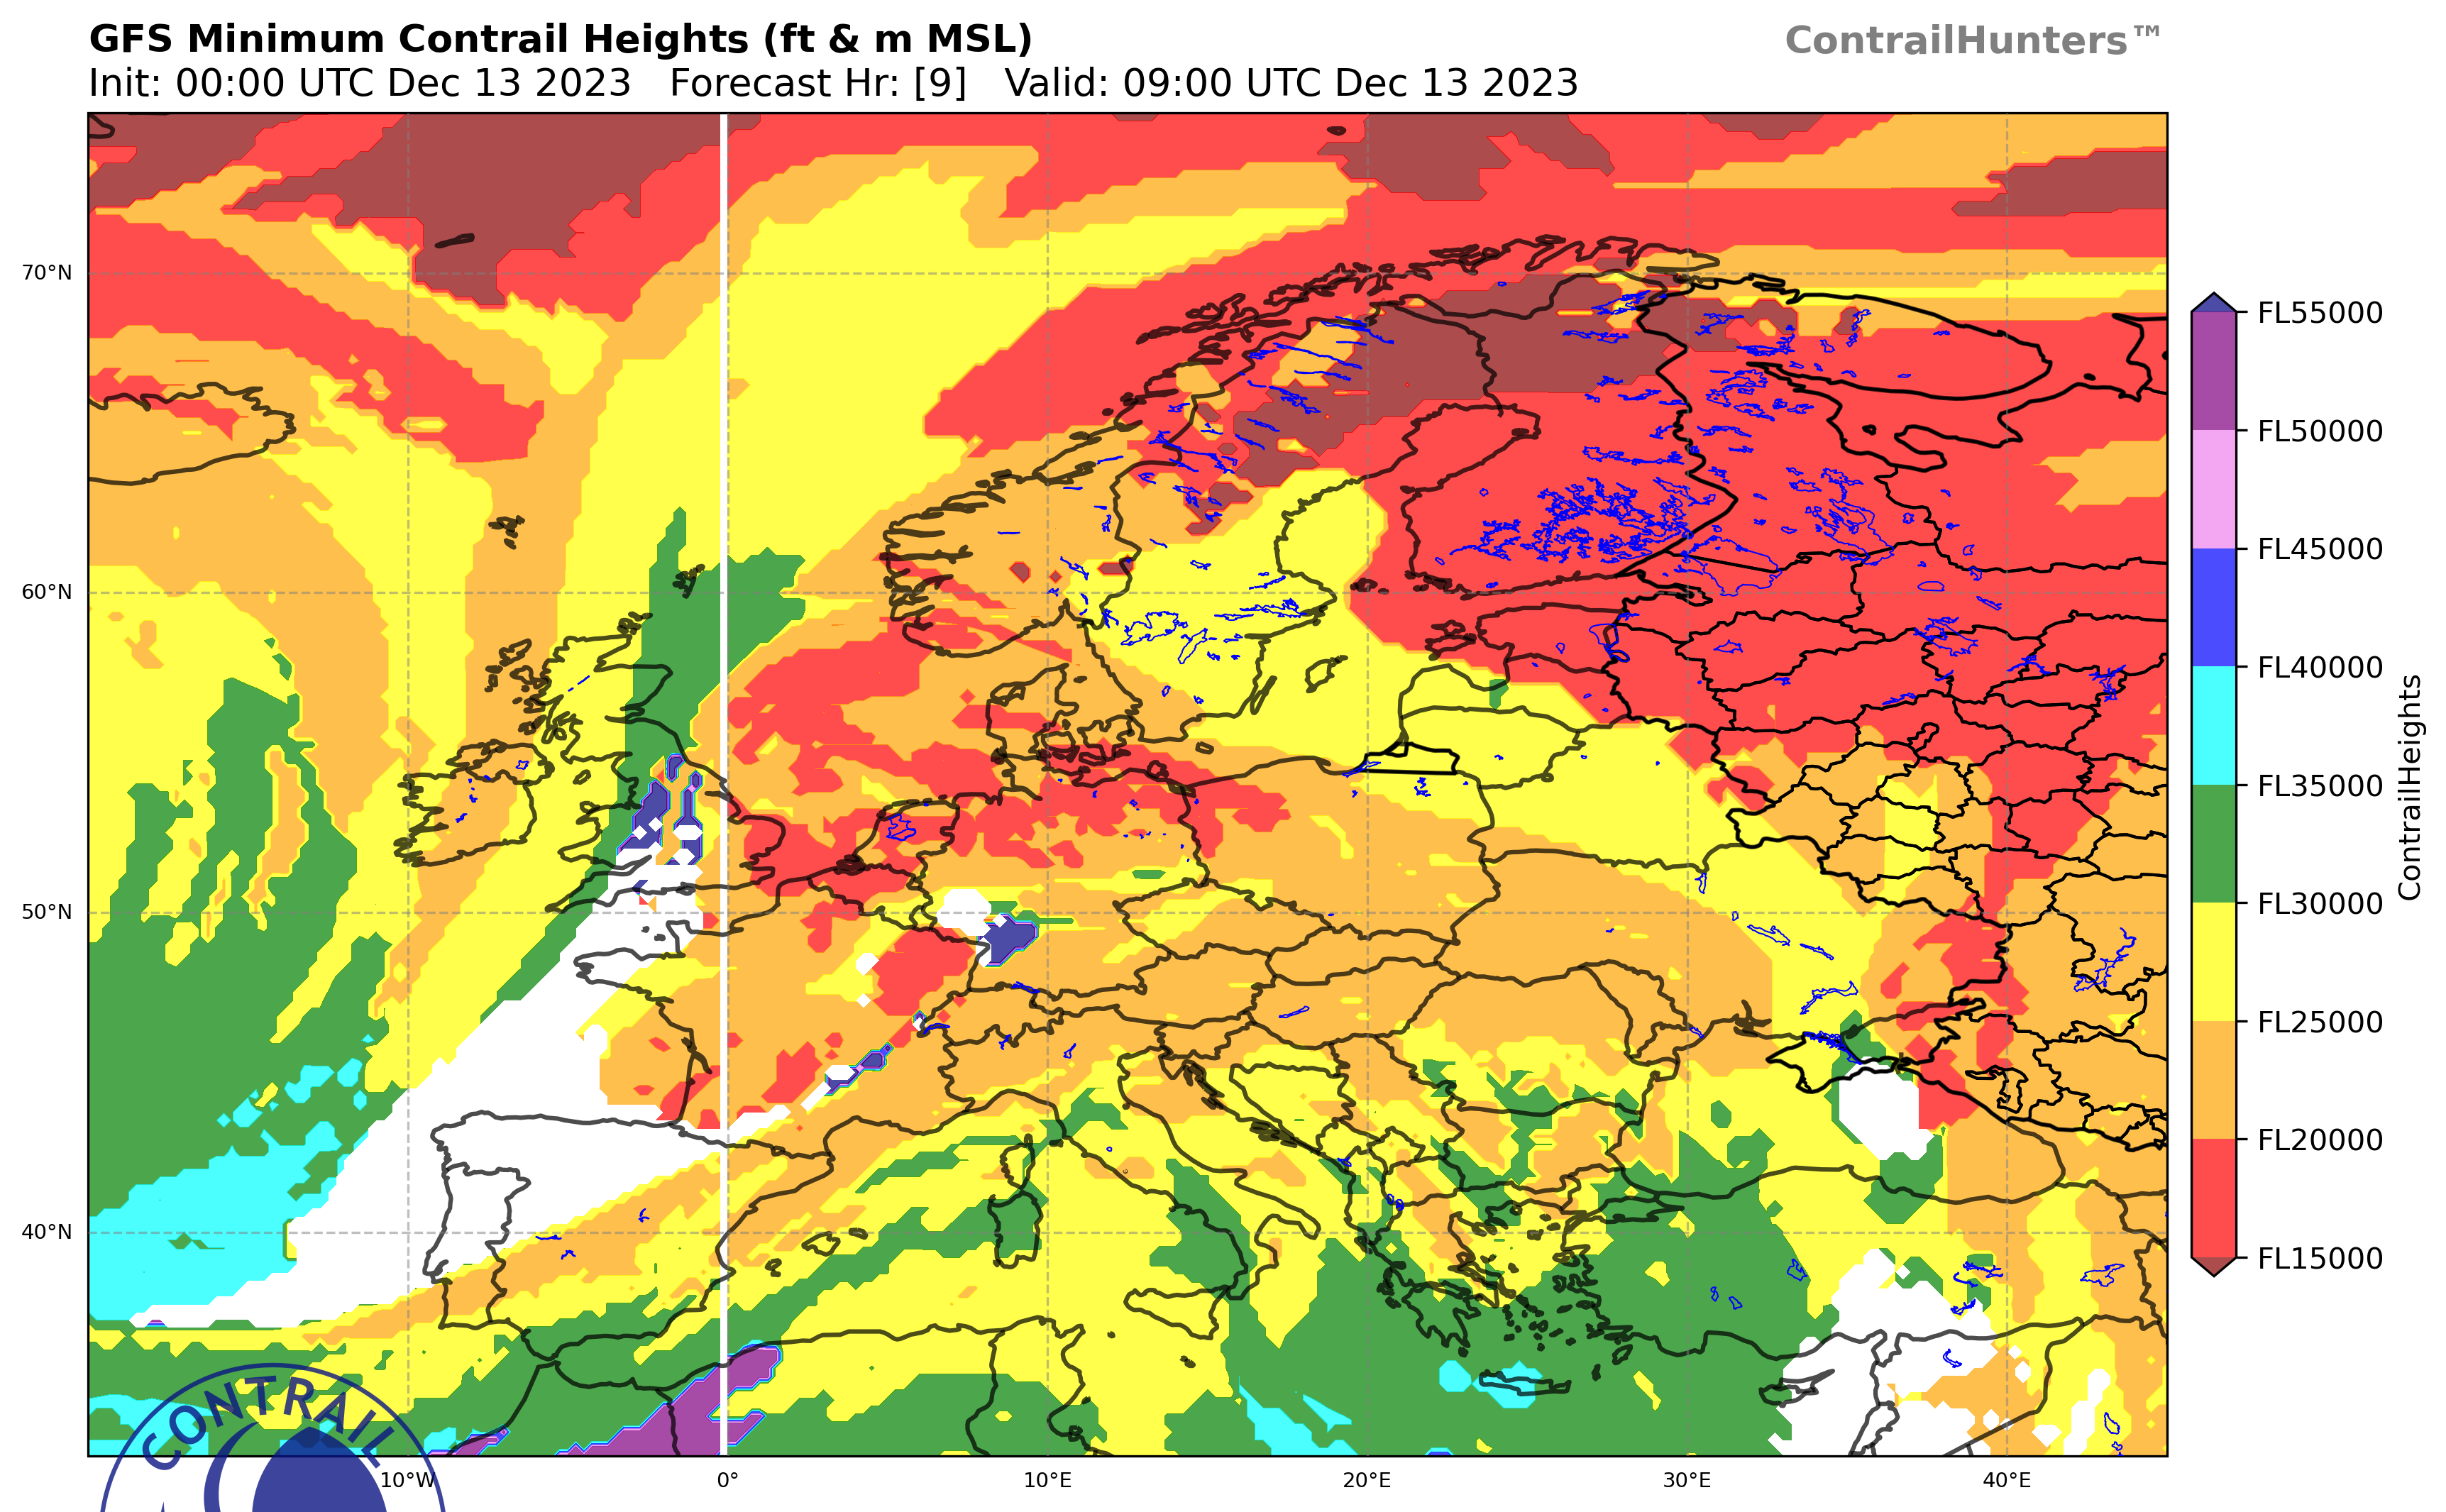 GFS Minimum Contrail Heights (ft & m MSL)
ContrailHunters™
Init: 00:00 UTC Dec 13 2023 Forecast Hr: [9] Valid: 09:00 UTC Dec 13 2023
70°N
60°N
50°N
40°N
10°W
0°
10°E
20°E
30°E
40°E
FL55000
FL50000
FL45000
FL40000
FL35000
FL30000
FL25000
FL20000
FL15000
ContrailHeights
CONTRAIL